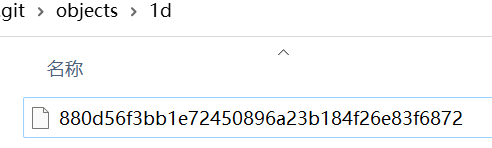 git > objects > 1d
名称
880d56f3bb1e72450896a23b184f26e83f6872